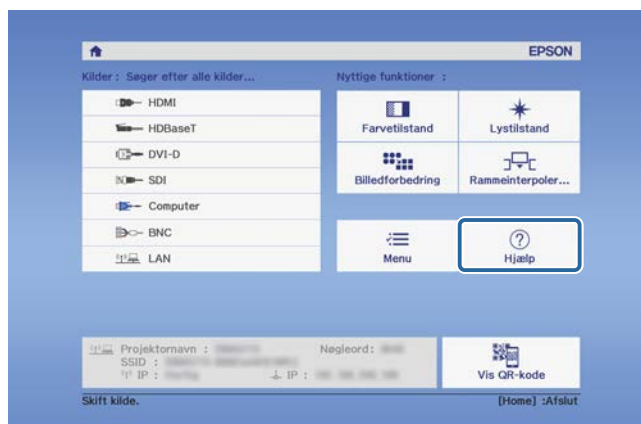 EPSON
Kilder : Søger efter alle kilder...
Nyttige funktioner :
HDMI
HDBaseT
DVI-D
SDI
Computer
BNC
LAN
Farvetilstand
Lystilstand
Billedforbedring
Rammeinterpoler...
Menu
Hjælp
Projektornavn :
Nøgleord:
SSID :
IP :
IP :
Vis QR-kode
Skift kilde.
[Home] :Afslut